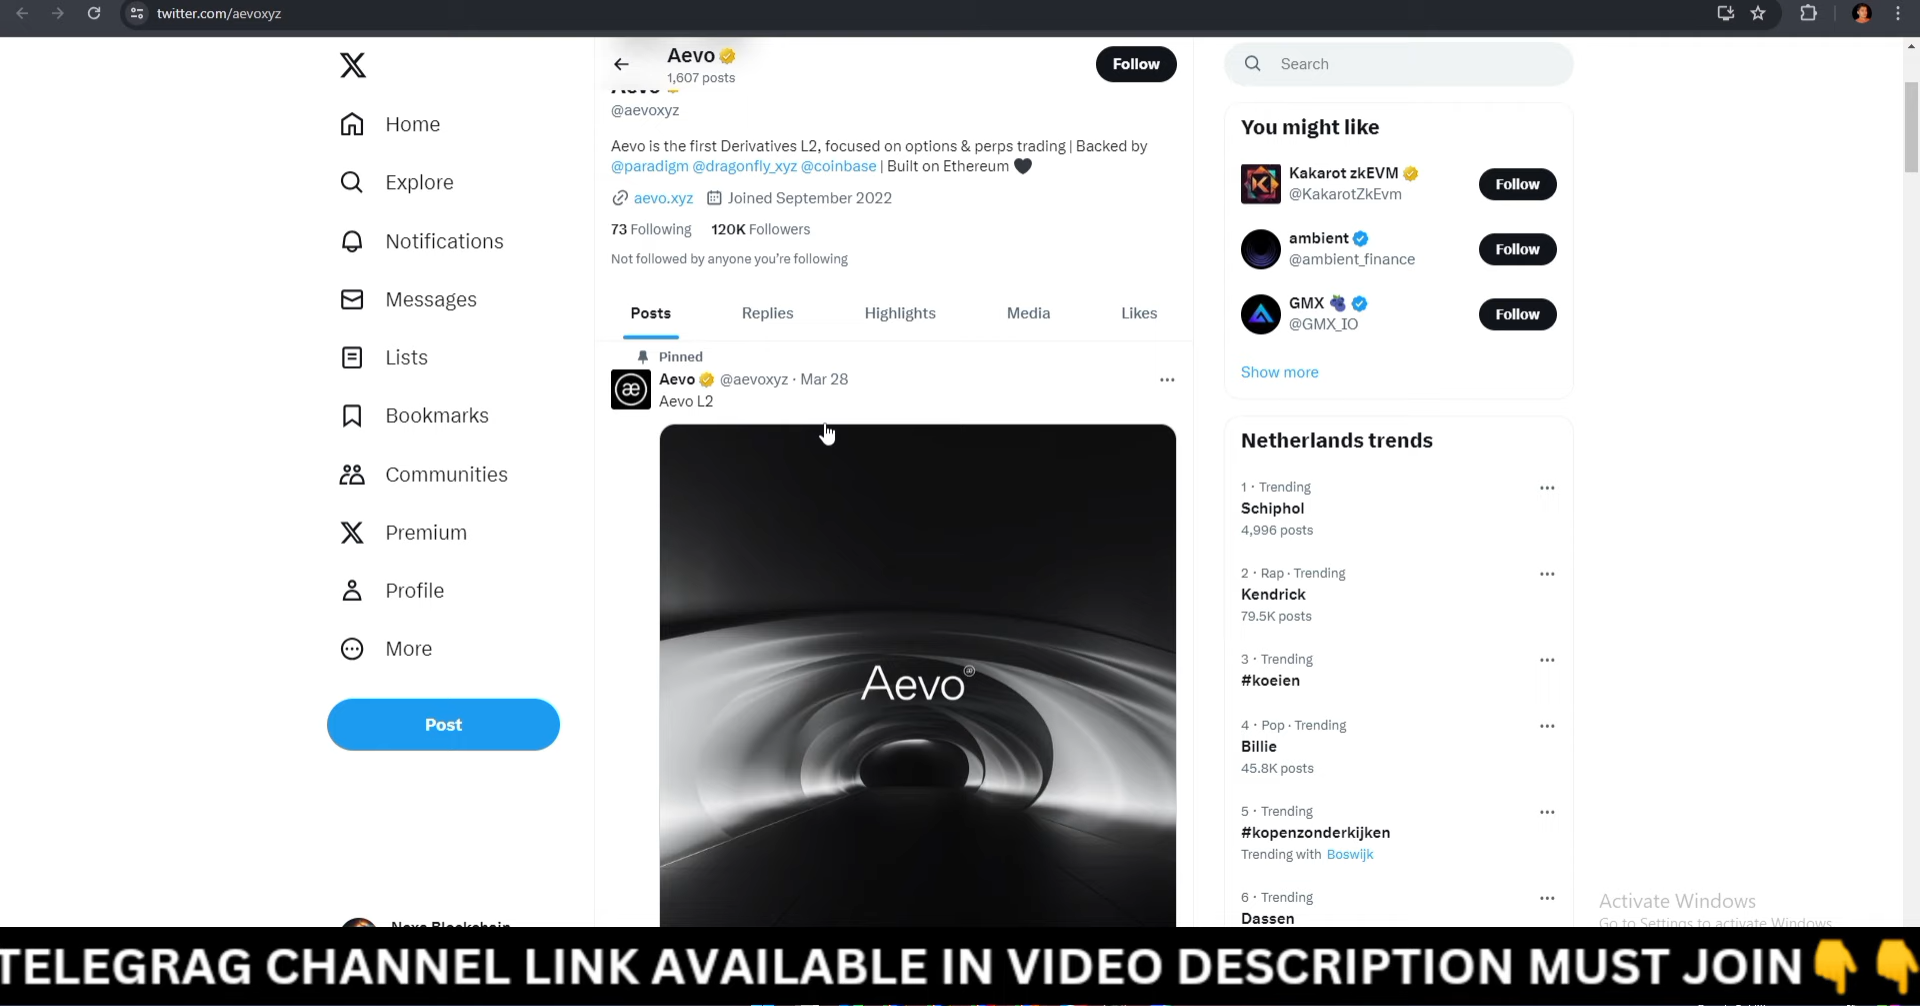 twitter.com/aevoxyz
Aevo
1,607 posts
Follow
@aevoxyz
Aevo is the first Derivatives L2, focused on options & perps trading | Backed by
@paradigm @dragonfly_xyz @coinbase | Built on Ethereum 🖤
aevo.xyz Joined September 2022
73 Following 120K Followers
Not followed by anyone you're following
Posts Replies Highlights Media Likes
Pinned
Aevo @aevoxyz · Mar 28
Aevo L2
æ
Aevo
Home
Explore
Notifications
Messages
Lists
Bookmarks
Communities
Premium
Profile
More
Post
Search
You might like
Kakarot zkEVM
@KakarotZkEvm
Follow
ambient
@ambient_finance
Follow
GMX 🫐
@GMX_IO
Follow
Show more
Netherlands trends
1 · Trending
Schiphol
4,996 posts
2 · Rap · Trending
Kendrick
79.5K posts
3 · Trending
#koeien
4 · Pop · Trending
Billie
45.8K posts
5 · Trending
#kopenzonderkijken
Trending with Boswijk
6 · Trending
Dassen
Activate Windows
Go to Settings to activate Windows.
TELEGRAG CHANNEL LINK AVAILABLE IN VIDEO DESCRIPTION MUST JOIN👇👇